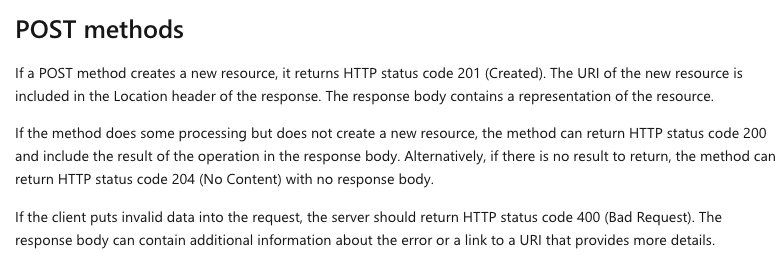 POST methods
If a POST method creates a new resource, it returns HTTP status code 201 (Created). The URI of the new resource is
included in the Location header of the response. The response body contains a representation of the resource.
If the method does some processing but does not create a new resource, the method can return HTTP status code 200
and include the result of the operation in the response body. Alternatively, if there is no result to return, the method can
return HTTP status code 204 (No Content) with no response body.
If the client puts invalid data into the request, the server should return HTTP status code 400 (Bad Request). The
response body can contain additional information about the error or a link to a URI that provides more details.